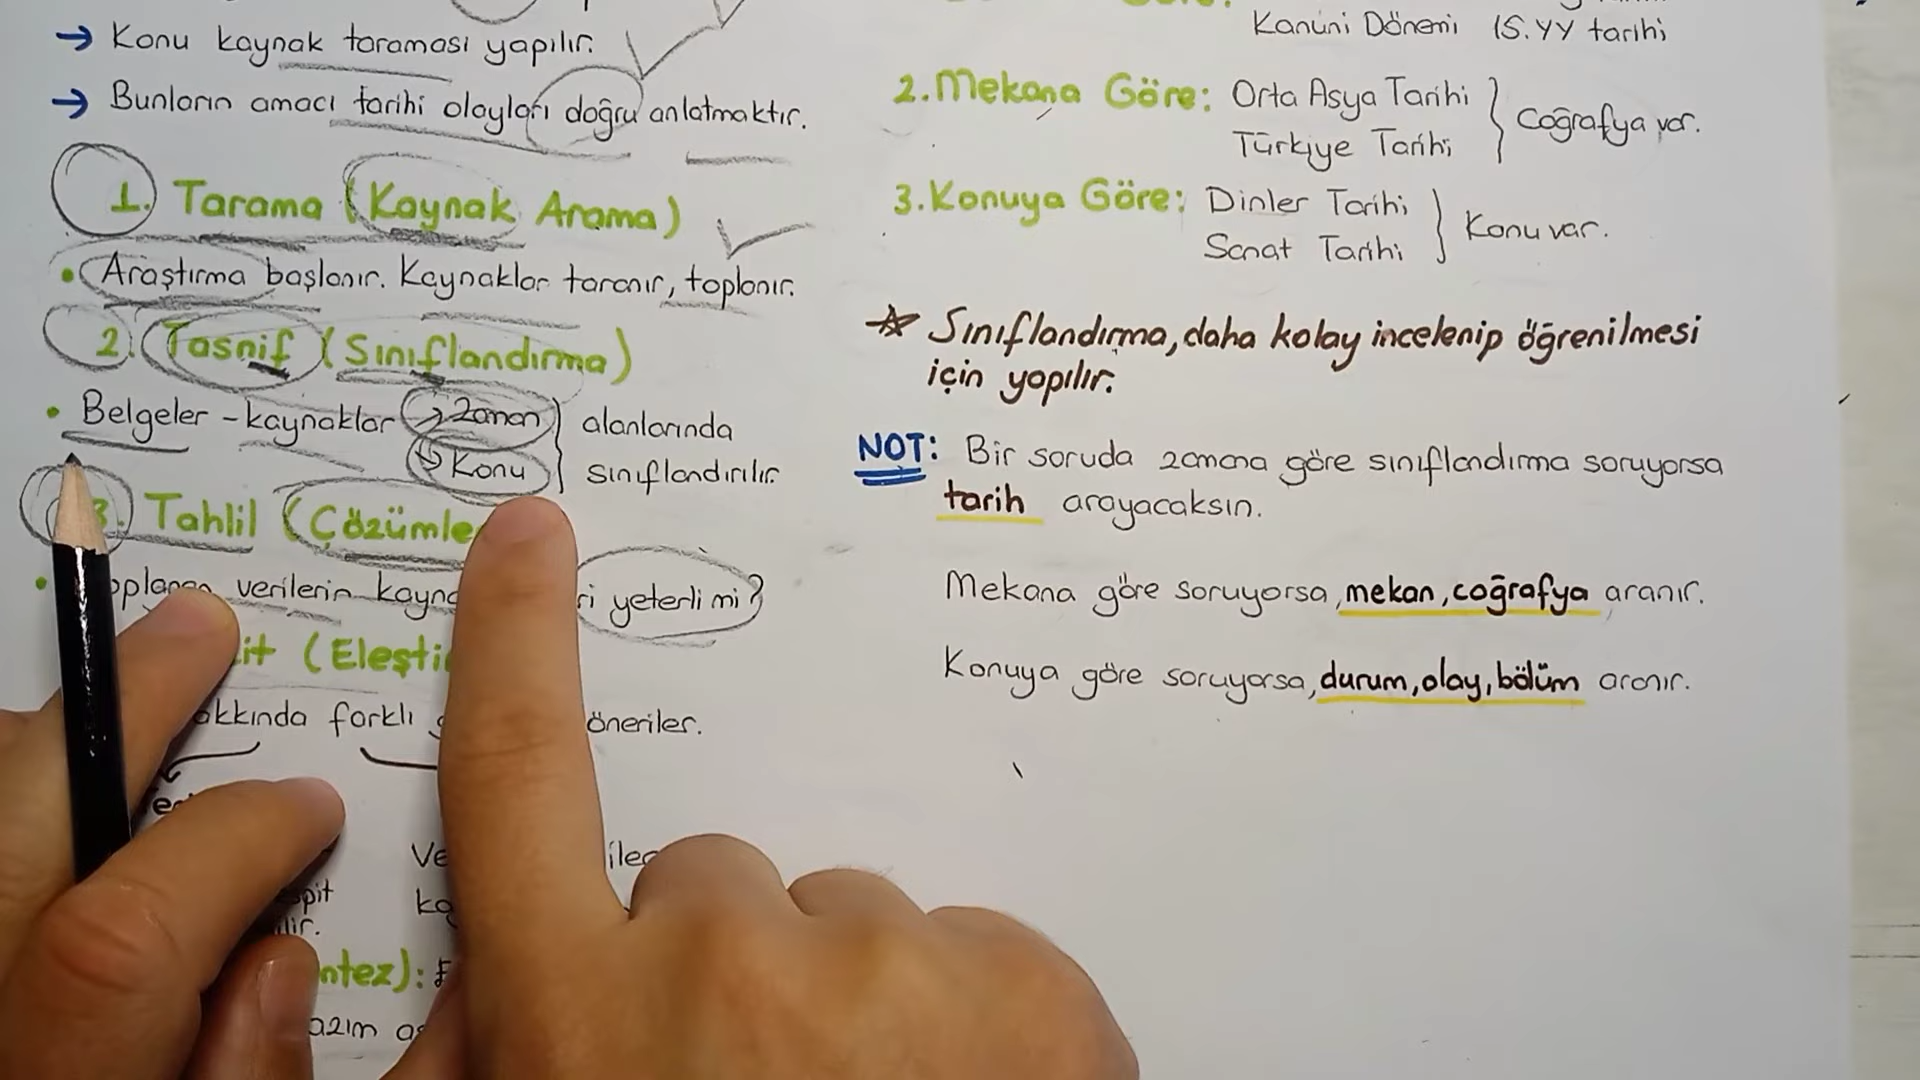 → Konu kaynak taraması yapılır.
→ Bunların amacı tarihi olayları doğru anlatmaktır.
1. Tarama (Kaynak Arama)
• Araştırma başlanır. Kaynaklar taranır, toplanır.
2. Tasnif (Sınıflandırma)
• Belgeler - kaynaklar → Zaman } alanlarında
→ Konu } sınıflandırılır.
3. Tahlil (Çözümle
verilerin yeterli mi?
(Eleşti
farklı öneriler.
ntez):
Kanuni Dönemi 15.YY tarihi
2. Mekana Göre: Orta Asya Tarihi } Coğrafya var.
Türkiye Tarihi
3. Konuya Göre: Dinler Tarihi } Konu var.
Sanat Tarihi
☆ Sınıflandırma, daha kolay incelenip öğrenilmesi
için yapılır.
NOT: Bir soruda zamana göre sınıflandırma soruyorsa
tarih arayacaksın.
Mekana göre soruyorsa, mekan, coğrafya aranır.
Konuya göre soruyorsa, durum, olay, bölüm aranır.